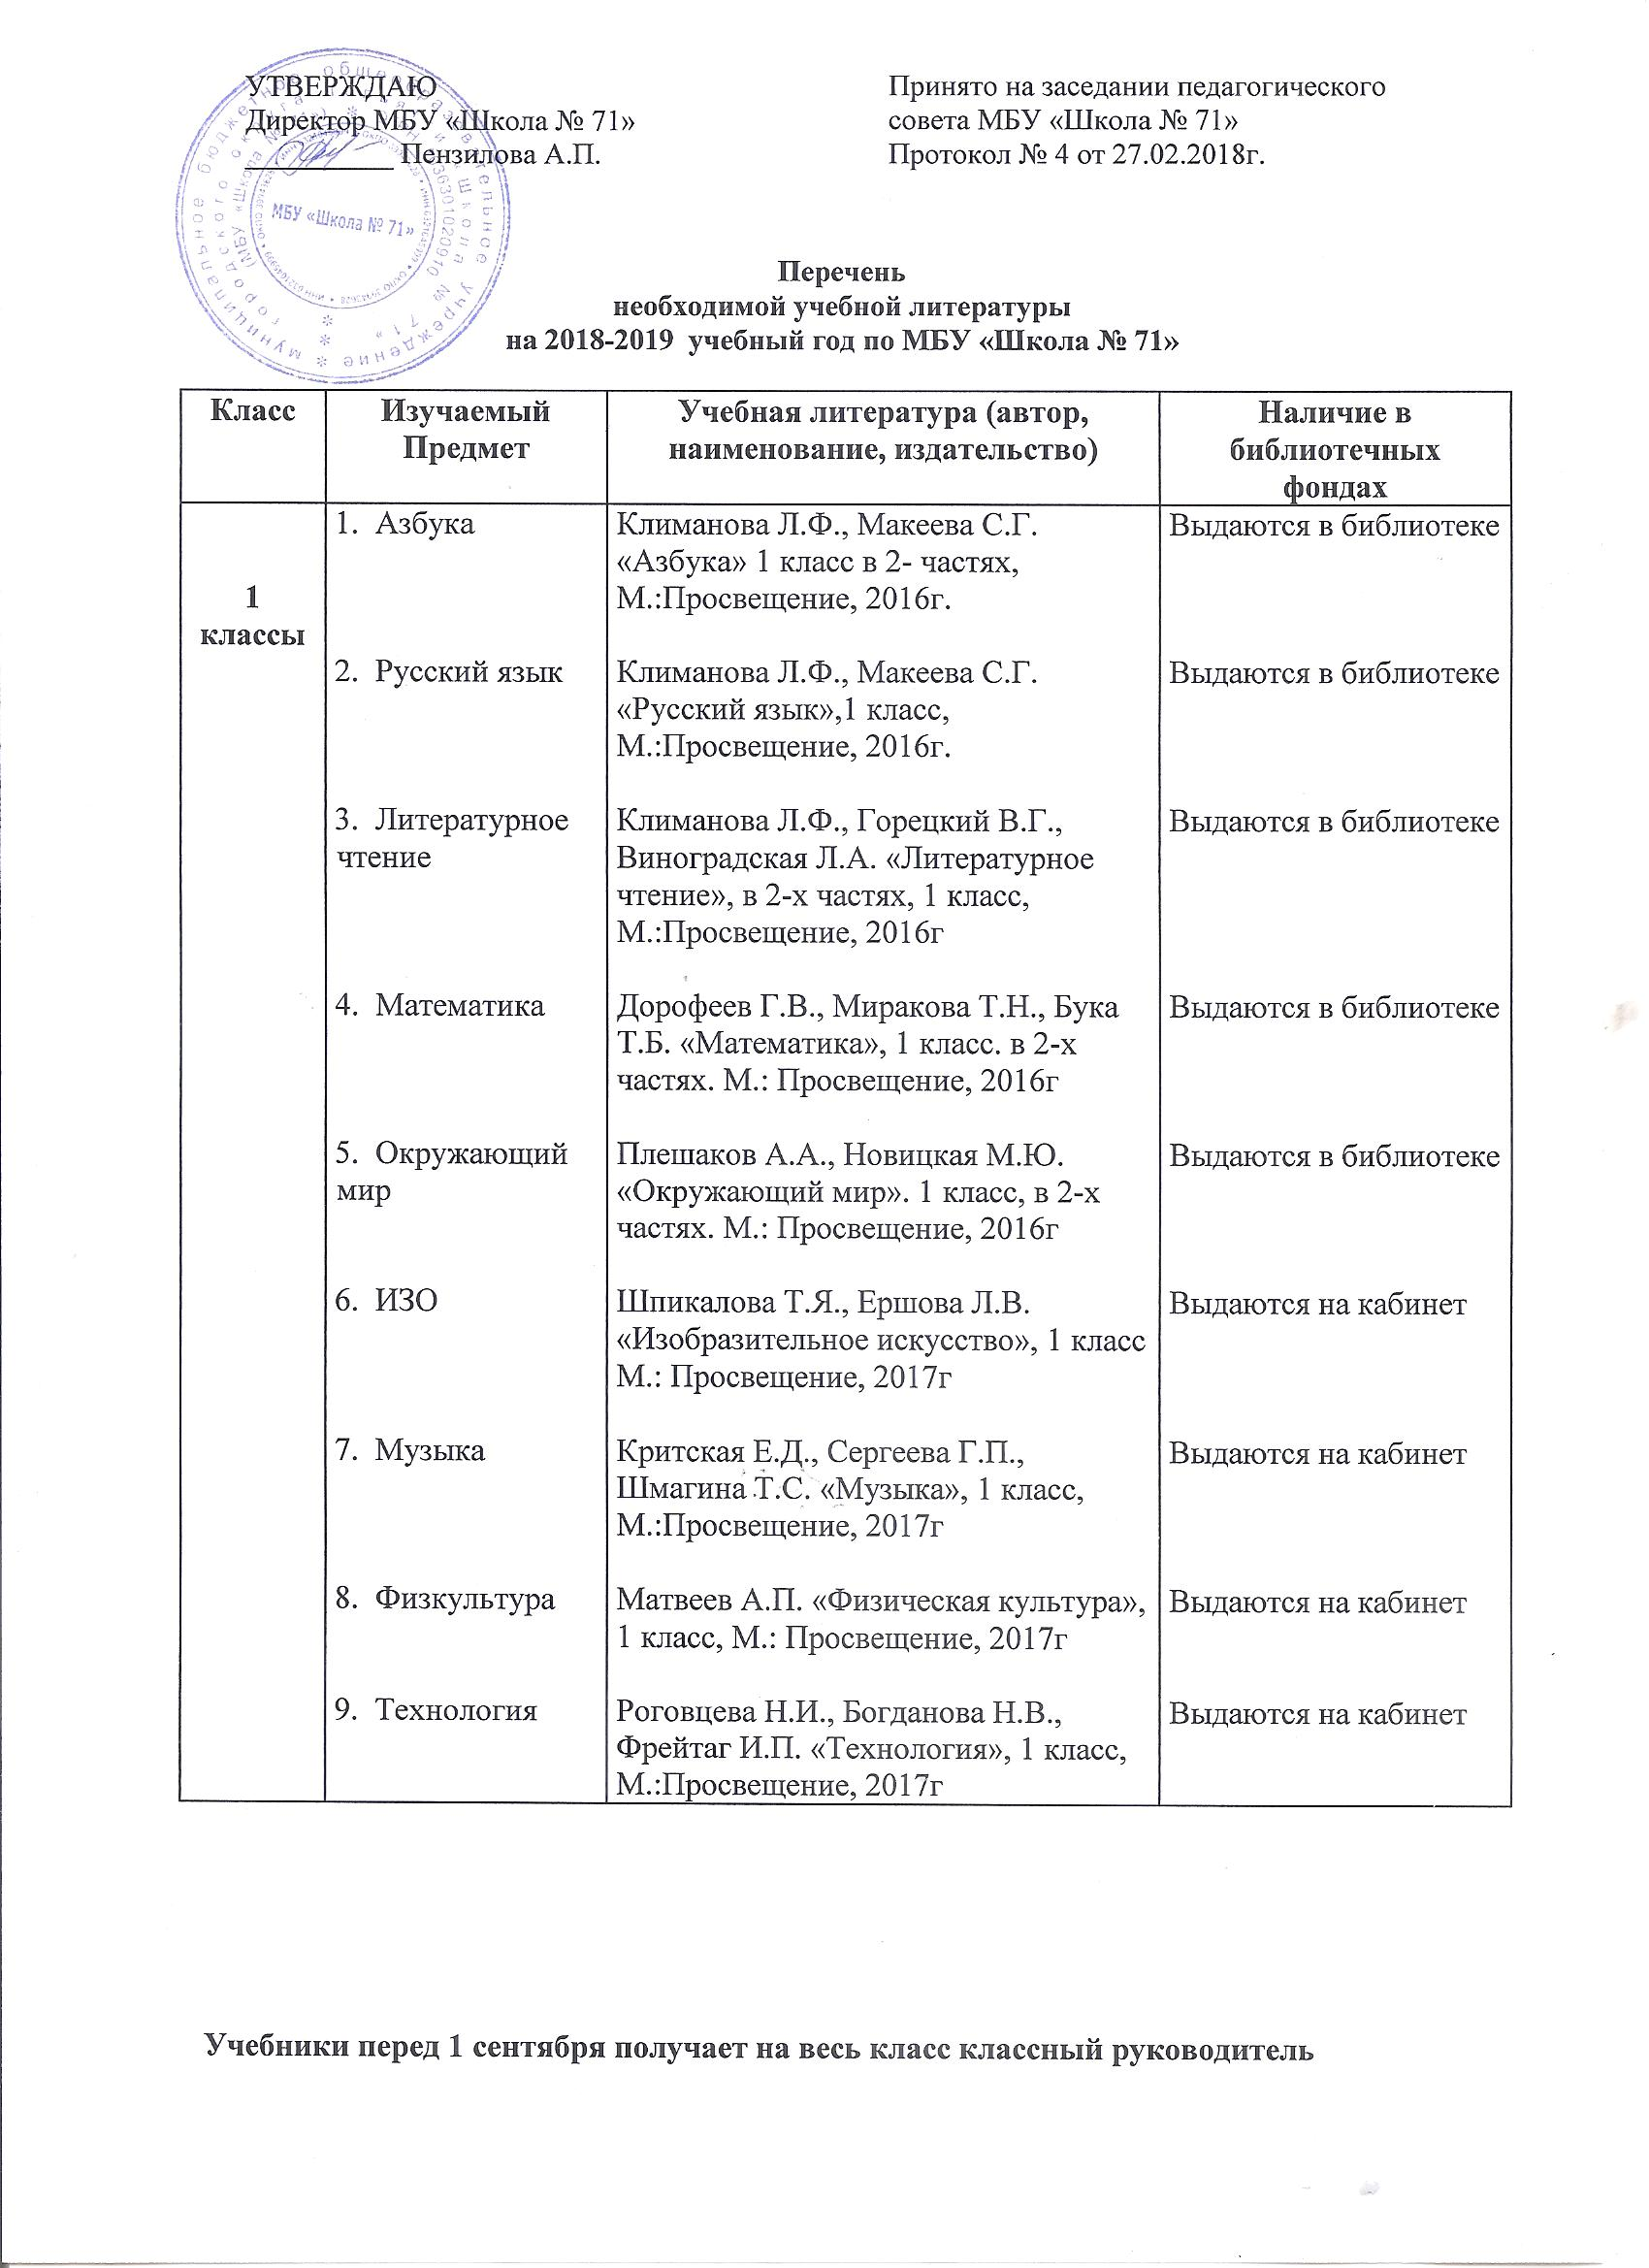 УТВЕРЖДАЮ
Директор МБУ «Школа № 71»
__________ Пензилова А.П.
Принято на заседании педагогического
совета МБУ «Школа № 71»
Протокол № 4 от 27.02.2018г.
МБУ «Школа № 71»
Перечень
необходимой учебной литературы
на 2018-2019 учебный год по МБУ «Школа № 71»
Класс
Изучаемый
Предмет
Учебная литература (автор,
наименование, издательство)
Наличие в
библиотечных
фондах
1
классы
1. Азбука
Климанова Л.Ф., Макеева С.Г.
«Азбука» 1 класс в 2- частях,
М.:Просвещение, 2016г.
Выдаются в библиотеке
2. Русский язык
Климанова Л.Ф., Макеева С.Г.
«Русский язык»,1 класс,
М.:Просвещение, 2016г.
Выдаются в библиотеке
3. Литературное
чтение
Климанова Л.Ф., Горецкий В.Г.,
Виноградская Л.А. «Литературное
чтение», в 2-х частях, 1 класс,
М.:Просвещение, 2016г
Выдаются в библиотеке
4. Математика
Дорофеев Г.В., Миракова Т.Н., Бука
Т.Б. «Математика», 1 класс. в 2-х
частях. М.: Просвещение, 2016г
Выдаются в библиотеке
5. Окружающий
мир
Плешаков А.А., Новицкая М.Ю.
«Окружающий мир». 1 класс, в 2-х
частях. М.: Просвещение, 2016г
Выдаются в библиотеке
6. ИЗО
Шпикалова Т.Я., Ершова Л.В.
«Изобразительное искусство», 1 класс
М.: Просвещение, 2017г
Выдаются на кабинет
7. Музыка
Критская Е.Д., Сергеева Г.П.,
Шмагина Т.С. «Музыка», 1 класс,
М.:Просвещение, 2017г
Выдаются на кабинет
8. Физкультура
Матвеев А.П. «Физическая культура»,
1 класс, М.: Просвещение, 2017г
Выдаются на кабинет
9. Технология
Роговцева Н.И., Богданова Н.В.,
Фрейтаг И.П. «Технология», 1 класс,
М.:Просвещение, 2017г
Выдаются на кабинет
Учебники перед 1 сентября получает на весь класс классный руководитель